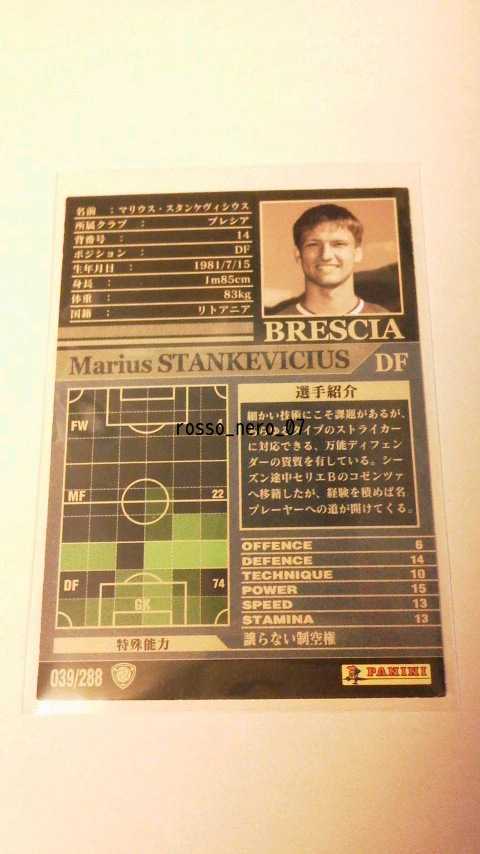 名前 : マリウス・スタンケヴィシウス
所属クラブ : ブレシア
背番号 : 14
ポジション : DF
生年月日 : 1981/7/15
身長 : 1m85cm
体重 : 83kg
国籍 : リトアニア
BRESCIA
Marius STANKEVICIUS DF
FW 4
MF 22
DF 74
GK
選手紹介
細かい技術にこそ課題があるが、
タイプのストライカー
に対応できる、万能ディフェン
ダーの資質を有している。シー
ズン途中セリエBのコゼンツァ
へ移籍したが、経験を積めば名
プレーヤーへの道が開けてくる。
rosso_nero_07
OFFENCE 6
DEFENCE 14
TECHNIQUE 10
POWER 15
SPEED 13
STAMINA 13
特殊能力 譲らない制空権
039/288
PANINI